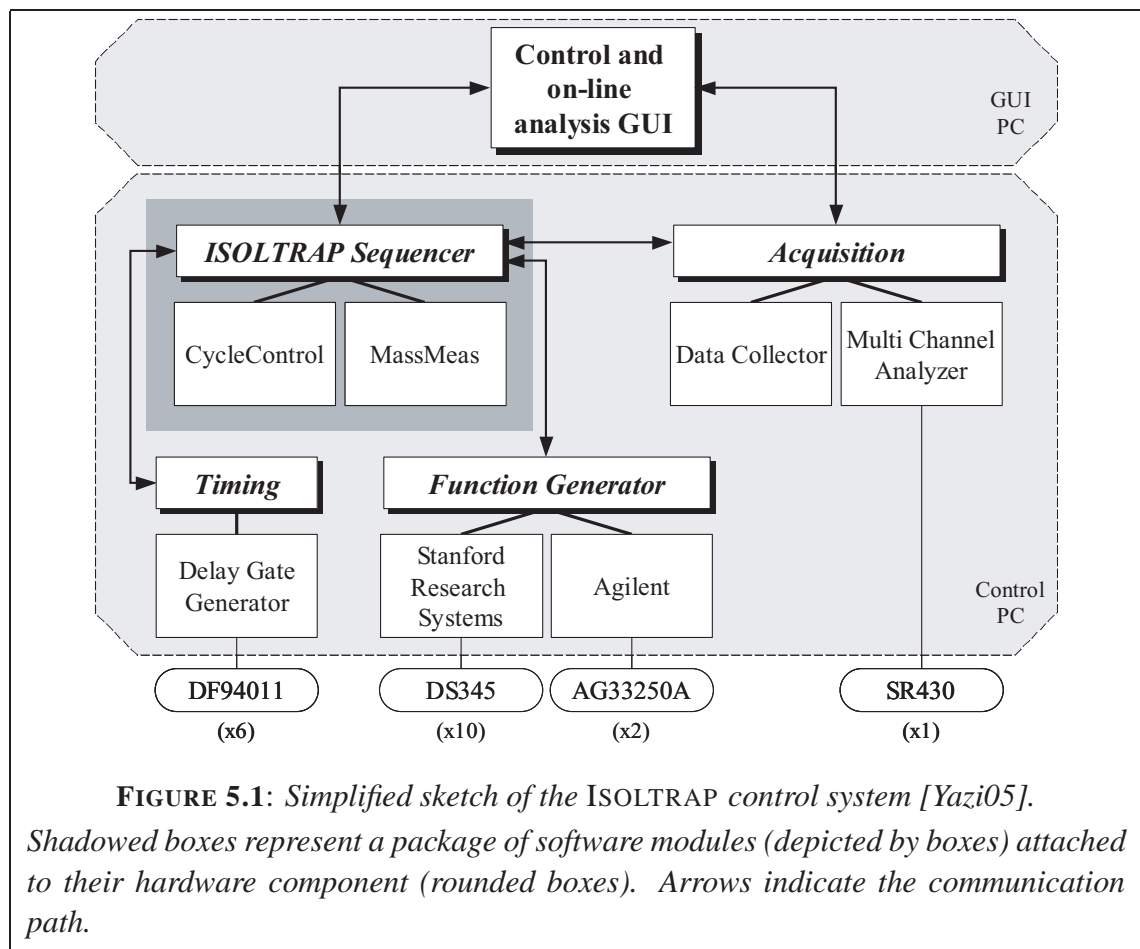 Control and
on-line
analysis GUI
GUI
PC
ISOLTRAP Sequencer
Acquisition
CycleControl
MassMeas
Data Collector
Multi Channel
Analyzer
Timing
Function Generator
Delay Gate
Generator
Stanford
Research
Systems
Agilent
Control
PC
DF94011
DS345
AG33250A
SR430
(x6)
(x10)
(x2)
(x1)
FIGURE 5.1: Simplified sketch of the ISOLTRAP control system [Yazi05].
Shadowed boxes represent a package of software modules (depicted by boxes) attached
to their hardware component (rounded boxes). Arrows indicate the communication
path.